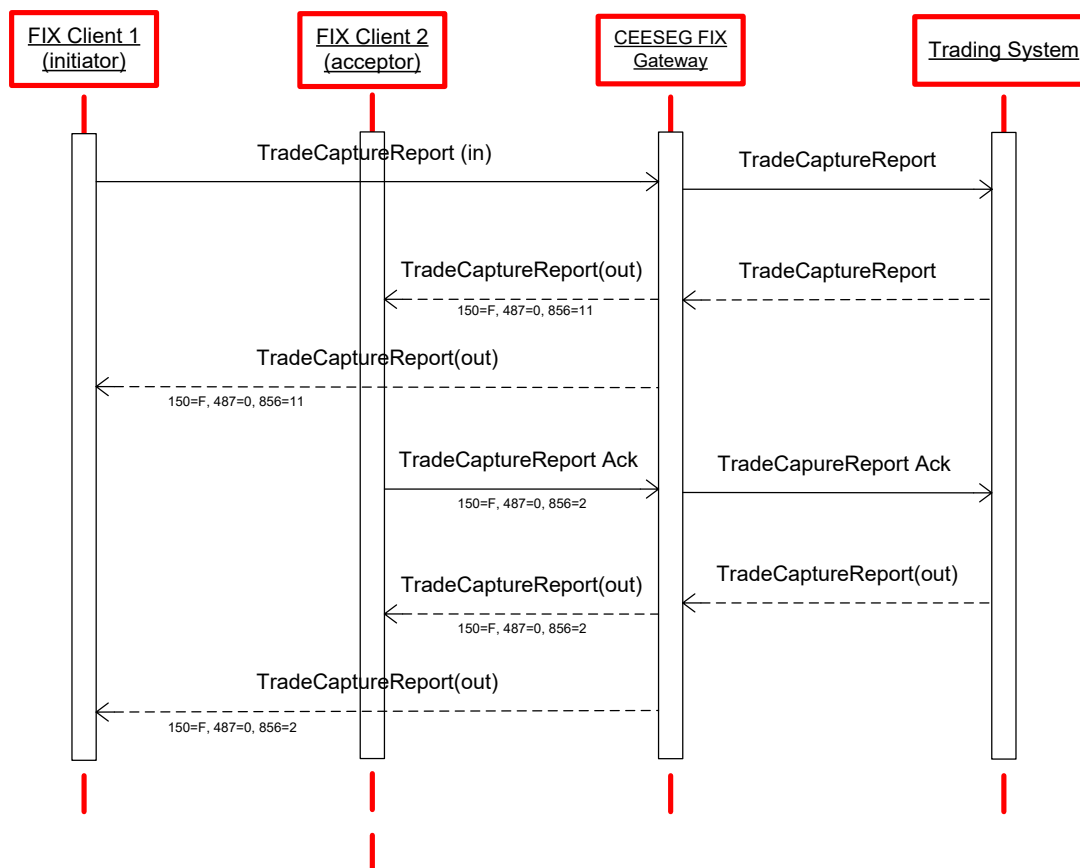 FIX Client 1
(initiator)
FIX Client 2
(acceptor)
CEESEG FIX
Gateway
Trading System
TradeCaptureReport (in)
TradeCaptureReport
TradeCaptureReport(out)
150=F, 487=0, 856=11
TradeCaptureReport
TradeCaptureReport(out)
150=F, 487=0, 856=11
TradeCaptureReport Ack
150=F, 487=0, 856=2
TradeCapureReport Ack
TradeCaptureReport(out)
150=F, 487=0, 856=2
TradeCaptureReport(out)
TradeCaptureReport(out)
150=F, 487=0, 856=2